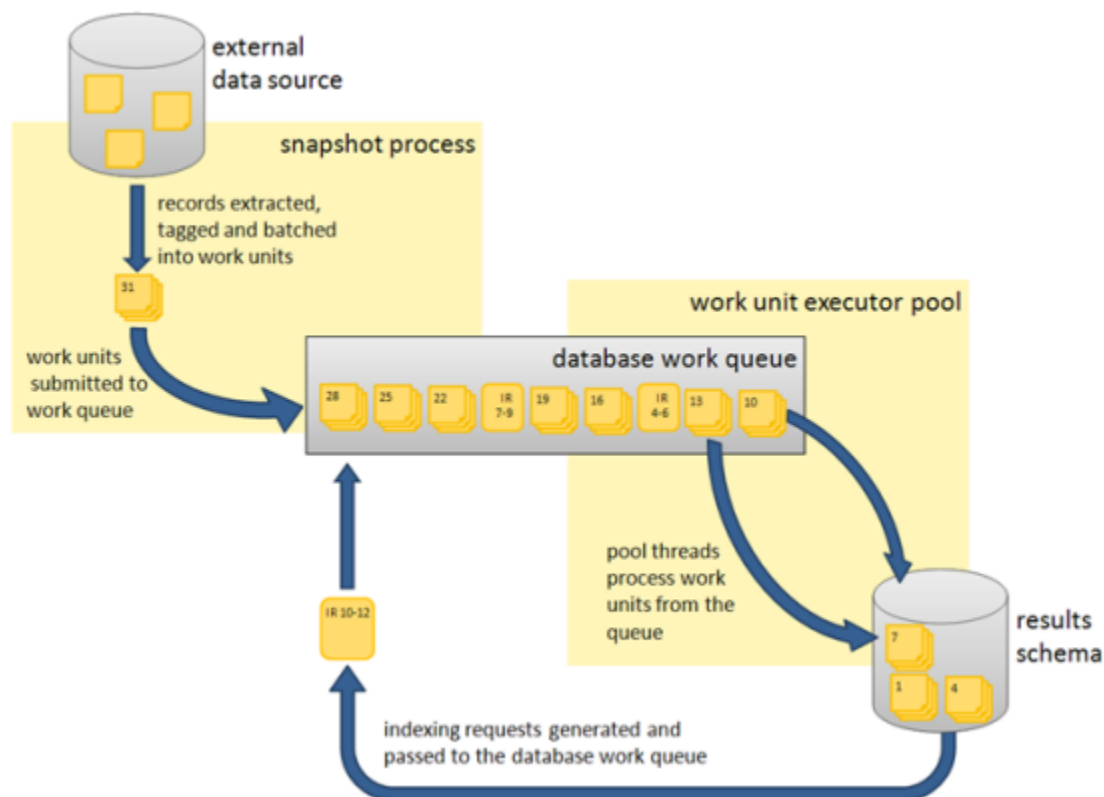 external
data source
snapshot process
records extracted,
tagged and batched
into work units
31
work units
submitted to
work queue
work unit executor pool
database work queue
28
25
22
IR
7-9
19
16
IR
4-6
13
10
pool threads
process work
units from the
queue
IR 10-12
results
schema
7
1
4
indexing requests generated and
passed to the database work queue